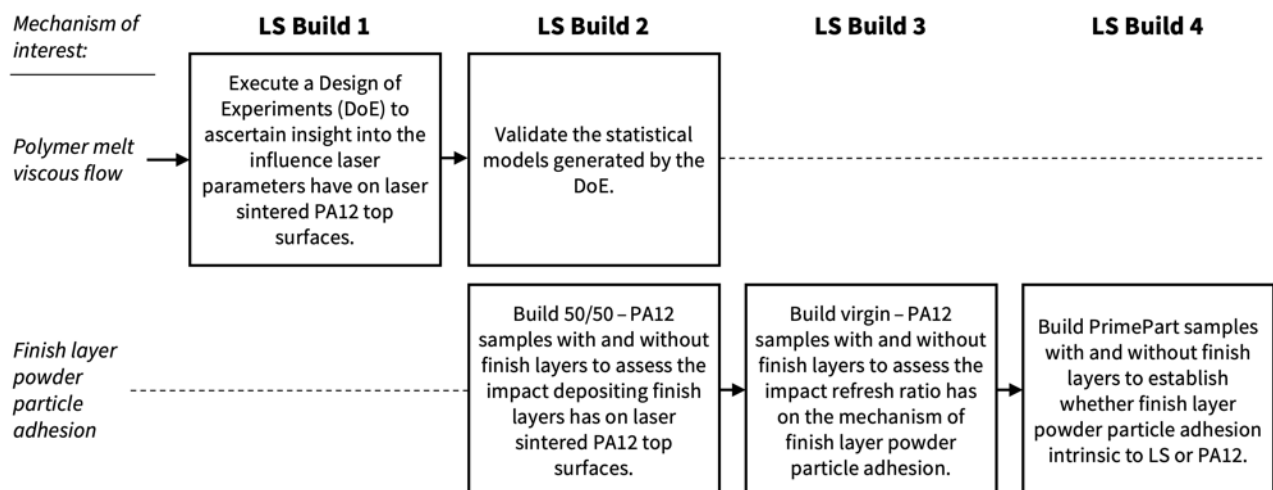 Mechanism of
interest:
LS Build 1
LS Build 2
LS Build 3
LS Build 4
Polymer melt
viscous flow
Execute a Design of
Experiments (DoE) to
ascertain insight into the
influence laser
parameters have on laser
sintered PA12 top
surfaces.
Validate the statistical
models generated by the
DoE.
Finish layer
powder
particle
adhesion
Build 50/50 – PA12
samples with and without
finish layers to assess the
impact depositing finish
layers has on laser
sintered PA12 top
surfaces.
Build virgin – PA12
samples with and without
finish layers to assess the
impact refresh ratio has
on the mechanism of
finish layer powder
particle adhesion.
Build PrimePart samples
with and without finish
layers to establish
whether finish layer
powder particle adhesion
intrinsic to LS or PA12.